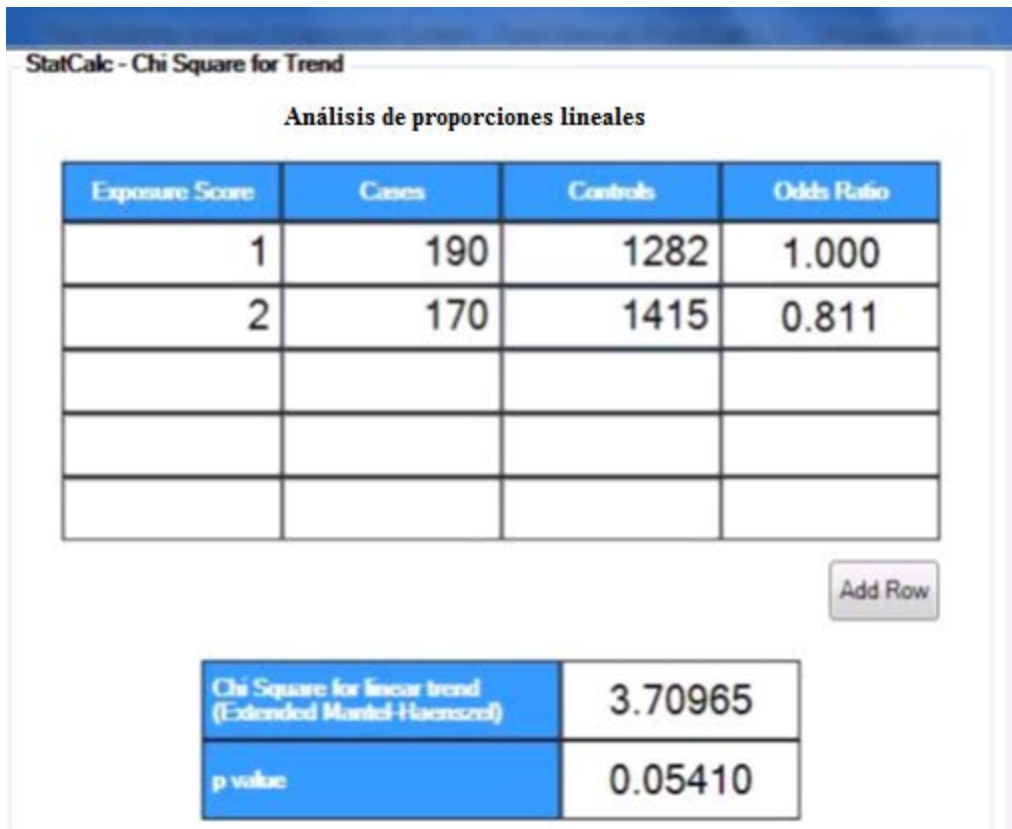 StatCalc - Chi Square for Trend
Análisis de proporciones lineales
Exposure Score Cases Controls Odds Ratio
1 190 1282 1.000
2 170 1415 0.811
Add Row
Chi Square for linear trend
(Extended Mantel-Haenszel) 3.70965
p value 0.05410